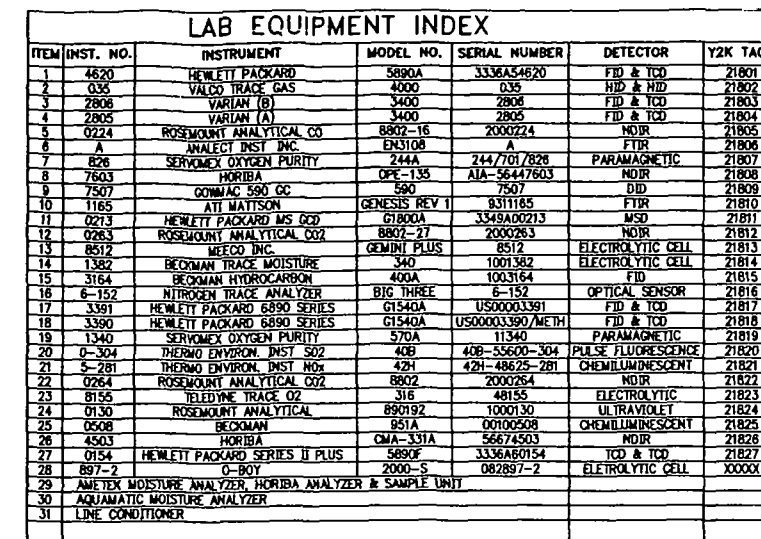 LAB EQUIPMENT INDEX
ITEM INST. NO. INSTRUMENT MODEL NO. SERIAL NUMBER DETECTOR Y2K TAG
1 4620 HEWLETT PACKARD 5890A 3336A54620 FID & TCD 21801
2 035 VALCO TRACE GAS 4000 035 HID & HID 21802
3 2806 VARIAN (B) 3400 2806 FID & TCD 21803
4 2805 VARIAN (A) 3400 2805 FID & TCD 21804
5 0224 ROSEMOUNT ANALYTICAL CO 8802-16 2000224 NDIR 21805
6 A ANALECT INST INC. EN3108 A FTIR 21806
7 826 SERVOMEX OXYGEN PURITY 244A 244/701/826 PARAMAGNETIC 21807
8 7603 HORIBA OPE-135 AIA-56447603 NDIR 21808
9 7507 GOWMAC 590 GC 590 7507 DID 21809
10 1165 ATI MATTSON GENESIS REV 1 9311165 FTIR 21810
11 0213 HEWLETT PACKARD MS GCD G1800A 3349A00213 MSD 21811
12 0263 ROSEMOUNT ANALYTICAL CO2 8802-27 2000263 NDIR 21812
13 8512 MEECO INC. GEMINI PLUS 8512 ELECTROLYTIC CELL 21813
14 1382 BECKMAN TRACE MOISTURE 340 1001382 ELECTROLYTIC CELL 21814
15 3164 BECKMAN HYDROCARBON 400A 1003164 FID 21815
16 6-152 NITROGEN TRACE ANALYZER BIG THREE 6-152 OPTICAL SENSOR 21816
17 3391 HEWLETT PACKARD 6890 SERIES G1540A US00003391 FID & TCD 21817
18 3390 HEWLETT PACKARD 6890 SERIES G1540A US00003390/METH FID & TCD 21818
19 1340 SERVOMEX OXYGEN PURITY 570A 11340 PARAMAGNETIC 21819
20 0-304 THERMO ENVIRON. INST SO2 40B 40B-55600-304 PULSE FLUORESCENCE 21820
21 5-281 THERMO ENVIRON. INST NOx 42H 42H-48625-281 CHEMILUMINESCENT 21821
22 0264 ROSEMOUNT ANALYTICAL CO2 8802 2000264 NDIR 21822
23 8155 TELEDYNE TRACE O2 316 48155 ELECTROLYTIC 21823
24 0130 ROSEMOUNT ANALYTICAL 890192 1000130 ULTRAVIOLET 21824
25 0508 BECKMAN 951A 00100508 CHEMILUMINESCENT 21825
26 4503 HORIBA CMA-331A 56674503 NDIR 21826
27 0154 HEWLETT PACKARD SERIES II PLUS 5890F 3336A60154 TCD & TCD 21827
28 897-2 O-BOY 2000-S 082897-2 ELETROLYTIC CELL XXXXX
29 AMETEK MOISTURE ANALYZER, HORIBA ANALYZER & SAMPLE UNIT
30 AQUAMATIC MOISTURE ANALYZER
31 LINE CONDITIONER